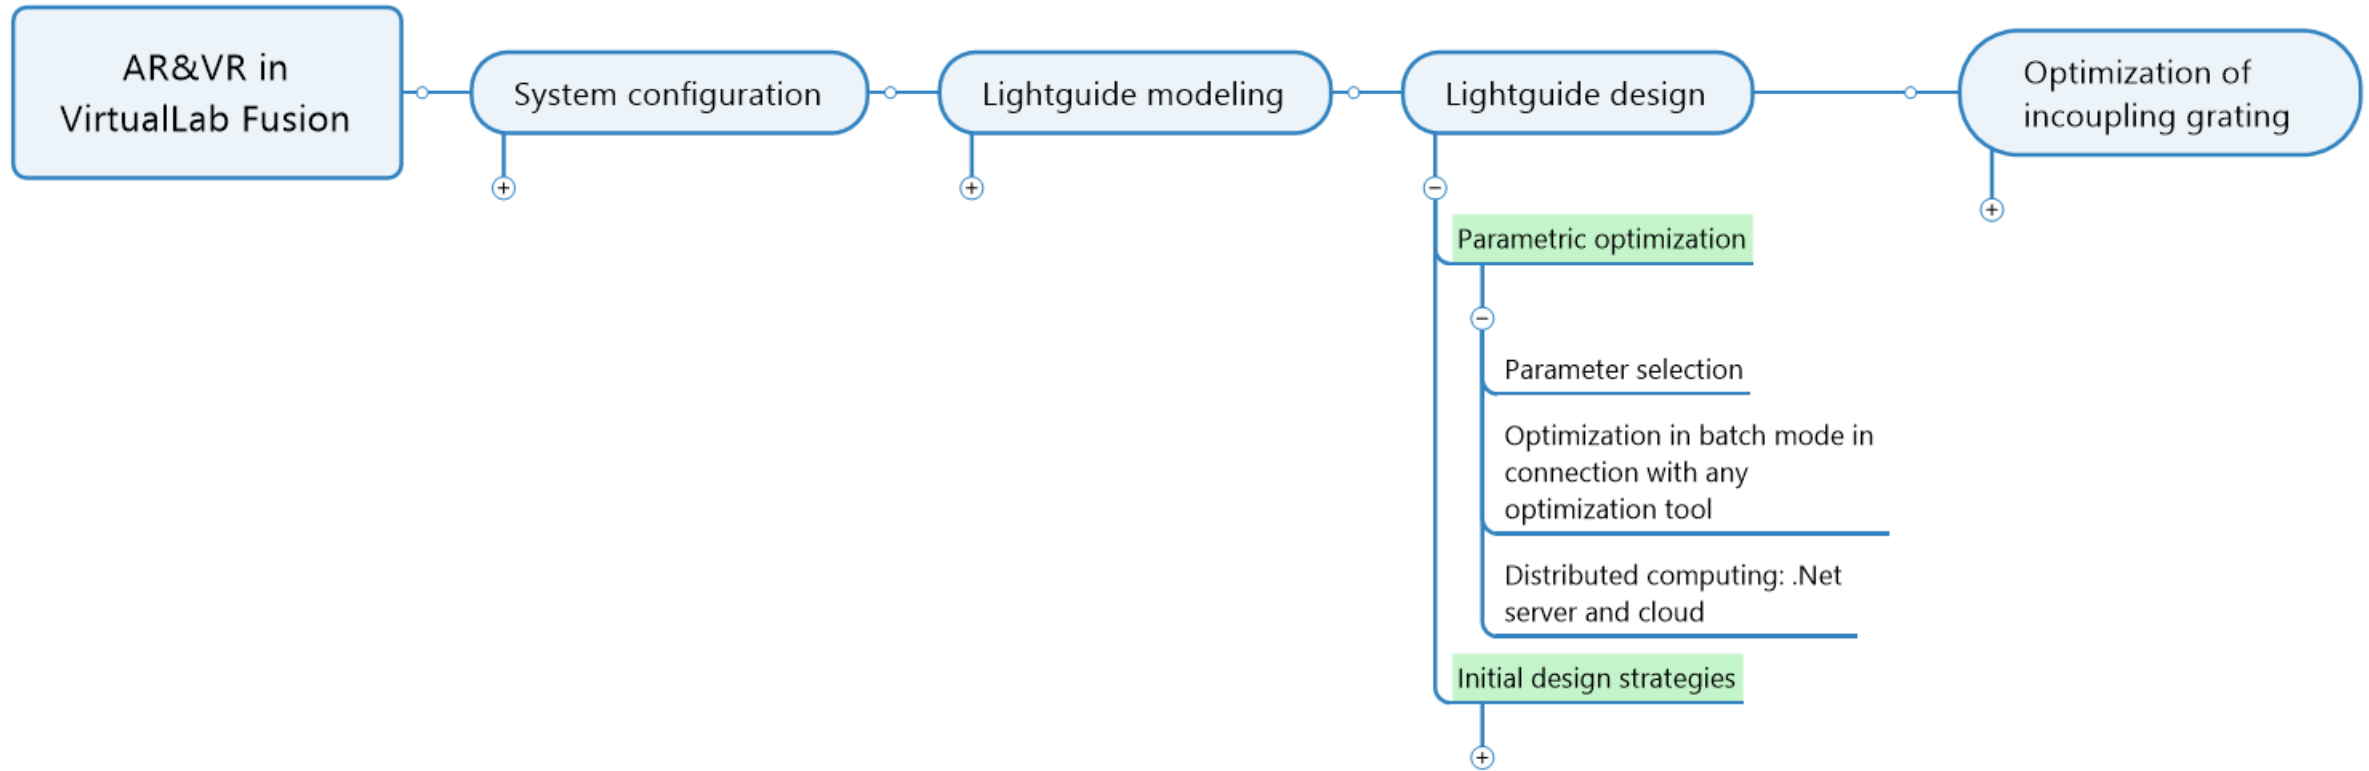 AR&VR in
VirtualLab Fusion
System configuration
Lightguide modeling
Lightguide design
Optimization of
incoupling grating
Parametric optimization
Parameter selection
Optimization in batch mode in
connection with any
optimization tool
Distributed computing: .Net
server and cloud
Initial design strategies